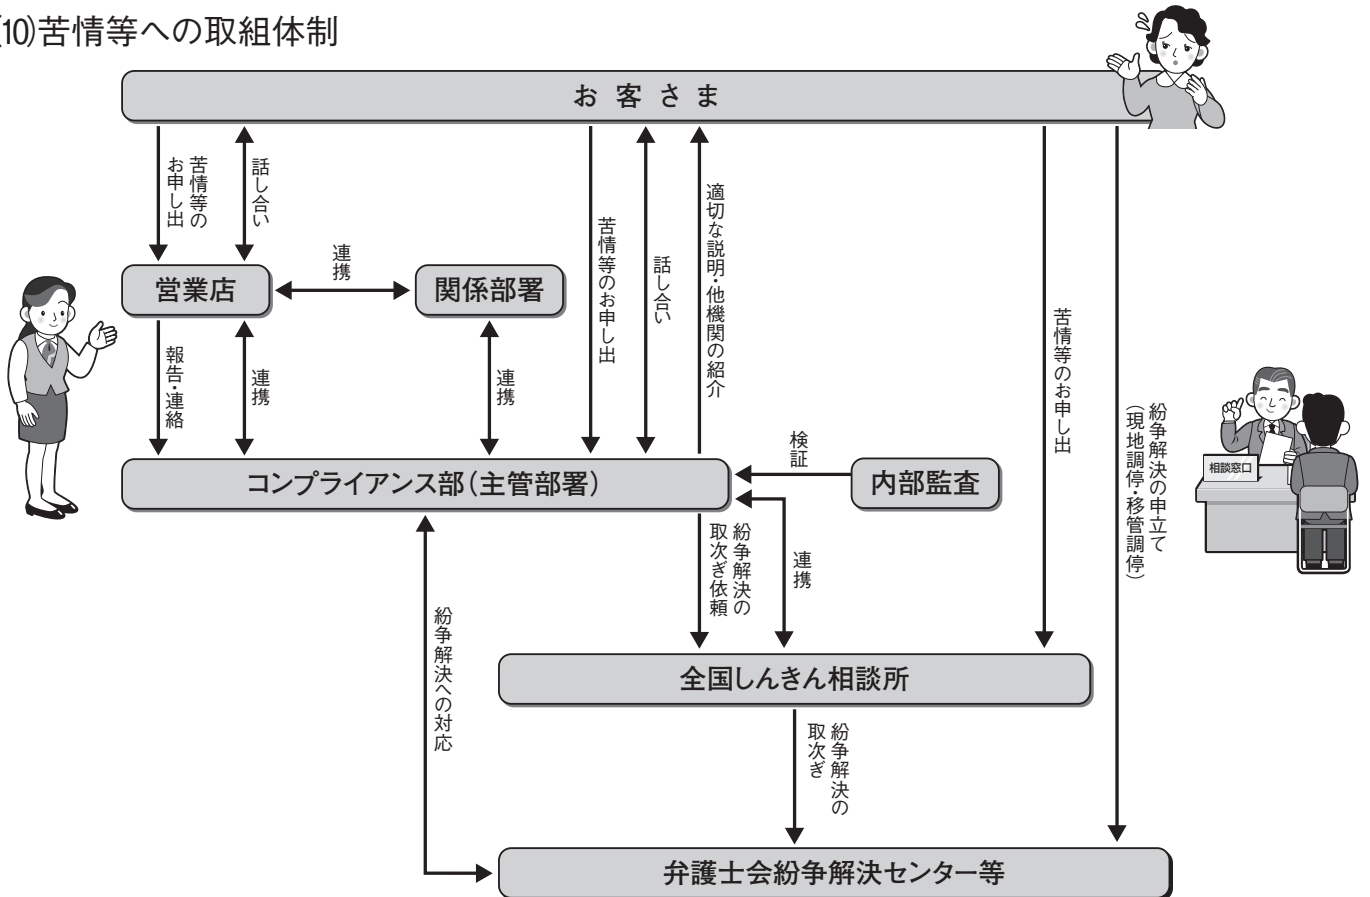 (10)苦情等への取組体制
お客さま
苦情等の
お申し出
話し合い
苦情等のお申し出
話し合い
適切な説明・他機関の紹介
苦情等のお申し出
紛争解決の申立て
(現地調停・移管調停)
営業店
連携
関係部署
報告・連絡
連携
連携
相談窓口
コンプライアンス部(主管部署)
検証
内部監査
紛争解決の
取次ぎ依頼
連携
紛争解決への対応
全国しんきん相談所
紛争解決の
取次ぎ
弁護士会紛争解決センター等